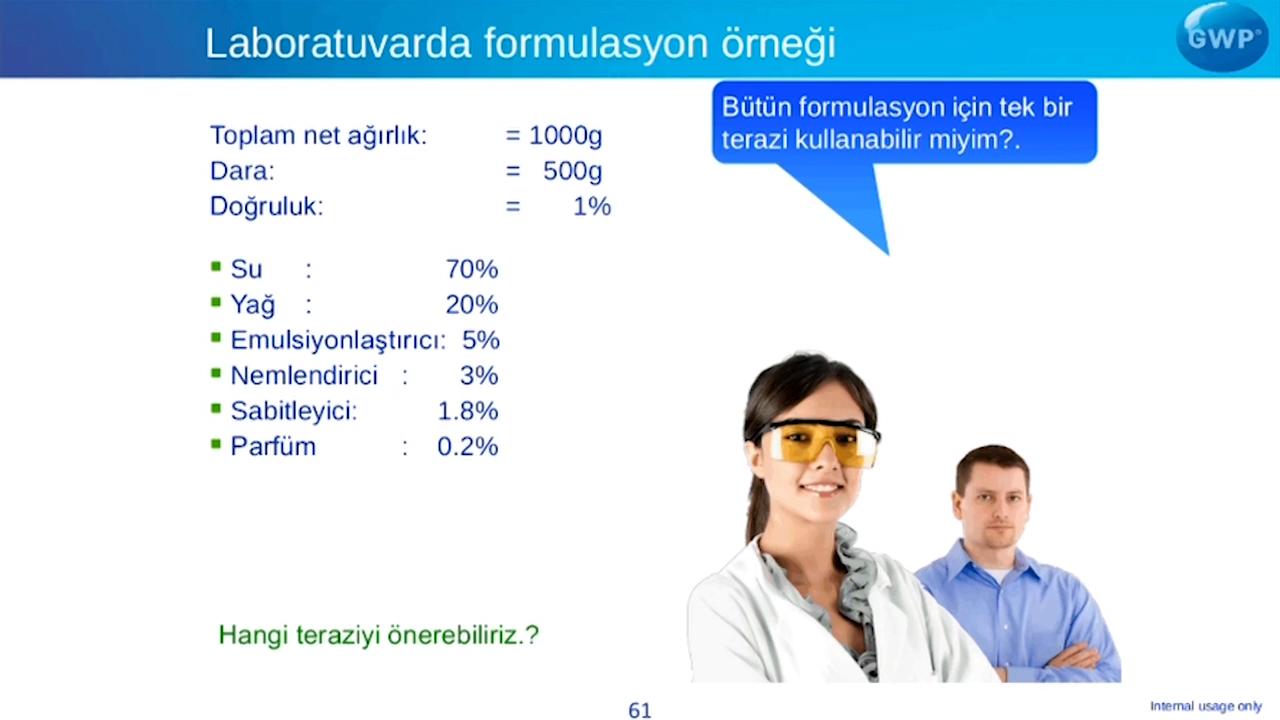 Laboratuvarda formulasyon örneği
GWP®
Bütün formulasyon için tek bir
terazi kullanabilir miyim?.
Toplam net ağırlık: = 1000g
Dara: = 500g
Doğruluk: = 1%
Su : 70%
Yağ : 20%
Emulsiyonlaştırıcı: 5%
Nemlendirici : 3%
Sabitleyici: 1.8%
Parfüm : 0.2%
Hangi teraziyi önerebiliriz.?
61
Internal usage only